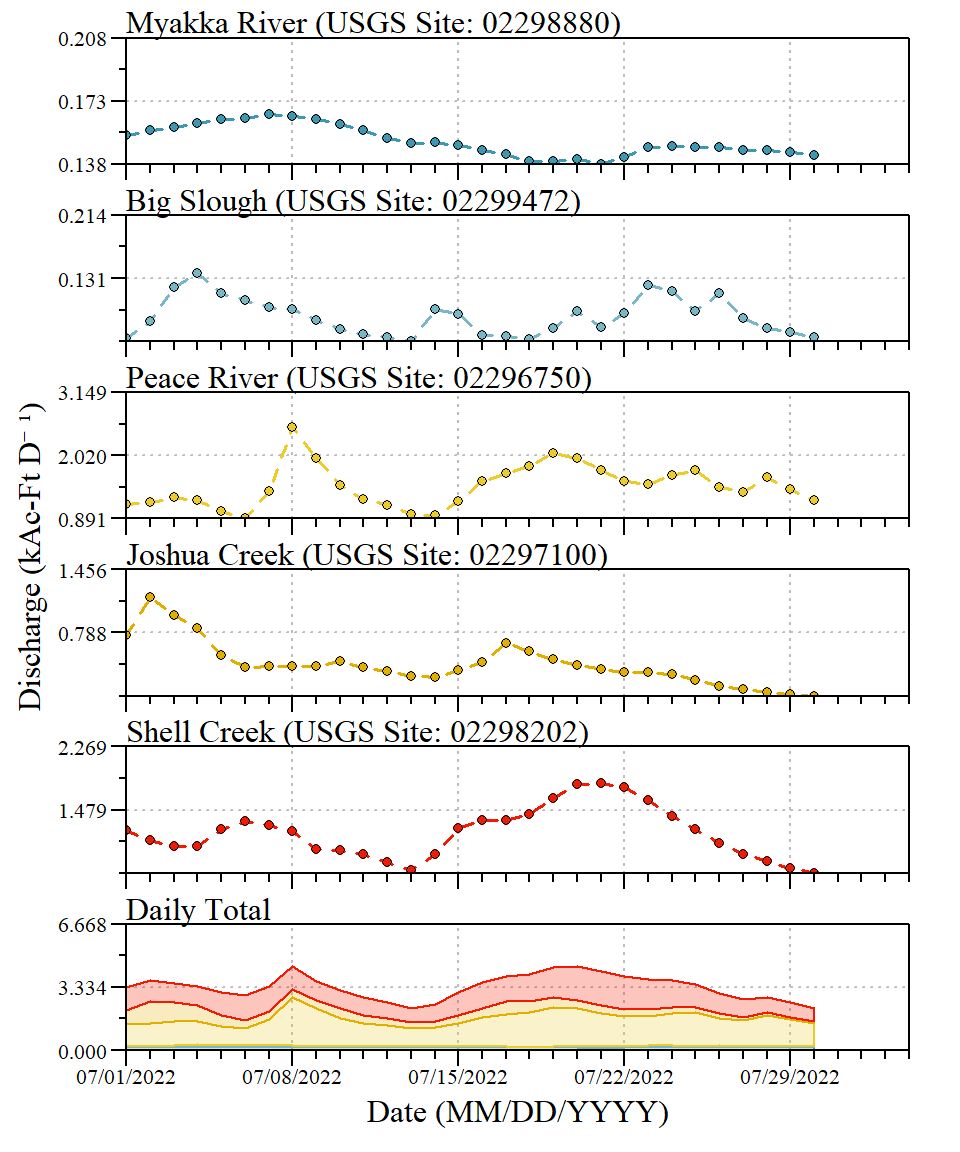 Myakka River (USGS Site: 02298880)
0.208
0.173
0.138
Big Slough (USGS Site: 02299472)
0.214
0.131
Peace River (USGS Site: 02296750)
3.149
2.020
0.891
Joshua Creek (USGS Site: 02297100)
1.456
0.788
Shell Creek (USGS Site: 02298202)
2.269
1.479
Daily Total
6.668
3.334
0.000
07/01/2022 07/08/2022 07/15/2022 07/22/2022 07/29/2022
Date (MM/DD/YYYY)
Discharge (kAc-Ft D⁻¹)